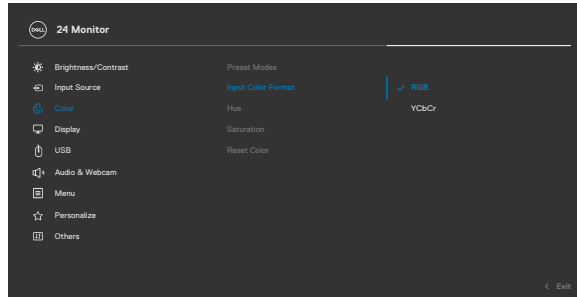 DELL 24 Monitor
Brightness/Contrast Preset Modes
Input Source Input Color Format RGB
Color Hue YCbCr
Display Saturation
USB Reset Color
Audio & Webcam
Menu
Personalize
Others
< Exit